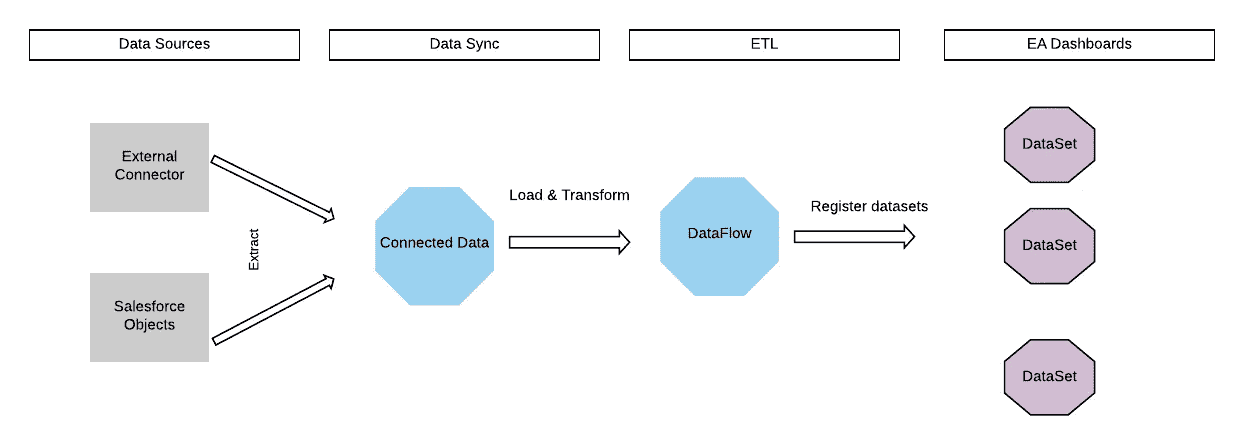 Data Sources
Data Sync
ETL
EA Dashboards
External
Connector
Salesforce
Objects
Extract
Connected Data
Load & Transform
DataFlow
Register datasets
DataSet
DataSet
DataSet